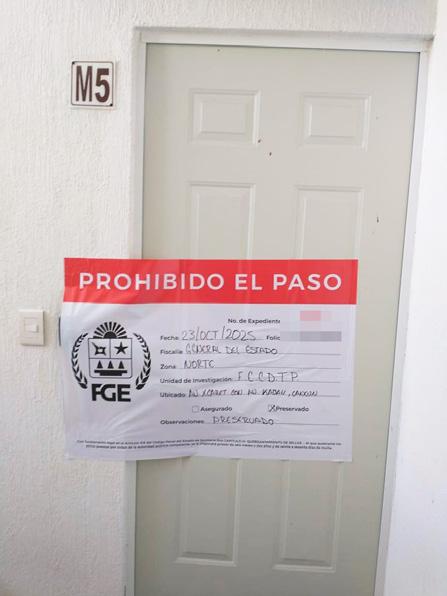 M5
PROHIBIDO EL PASO
No. de Expediente
Fecha: 23/OCT/2025 Folio
Fiscalía GENERAL DEL ESTADO
Zona: NORTE
Unidad de Investigación: F.C.C.D.T.P.
Ubicado: AV XCARET CON AV. KABAH, CANCUN
Asegurado Preservado
Observaciones: PRESERVADO
FGE